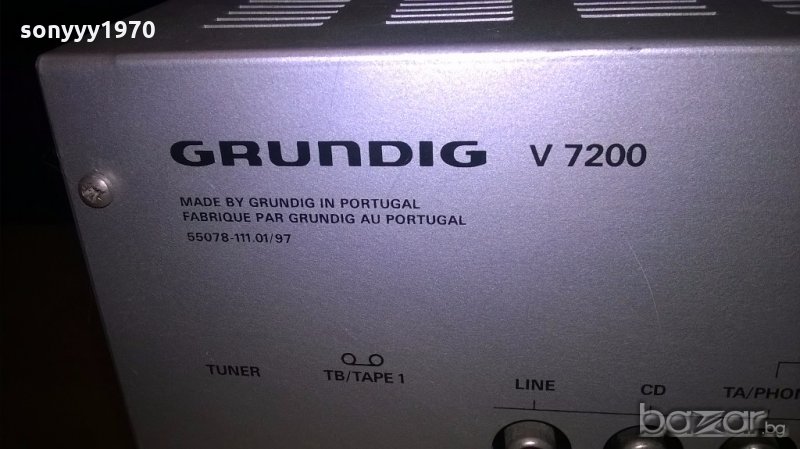 sonyyy1970
GRUNDIG V 7200
MADE BY GRUNDIG IN PORTUGAL
FABRIQUE PAR GRUNDIG AU PORTUGAL
55078-111.01/97
TUNER
TB/TAPE 1
LINE
CD
TA/PHON
bazar.bg